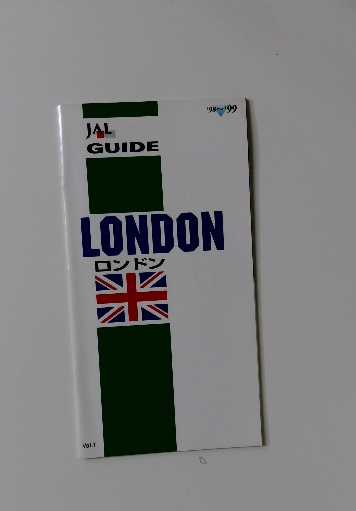 JAL
'98 '99
GUIDE
LONDON
ロンドン
Vol.1